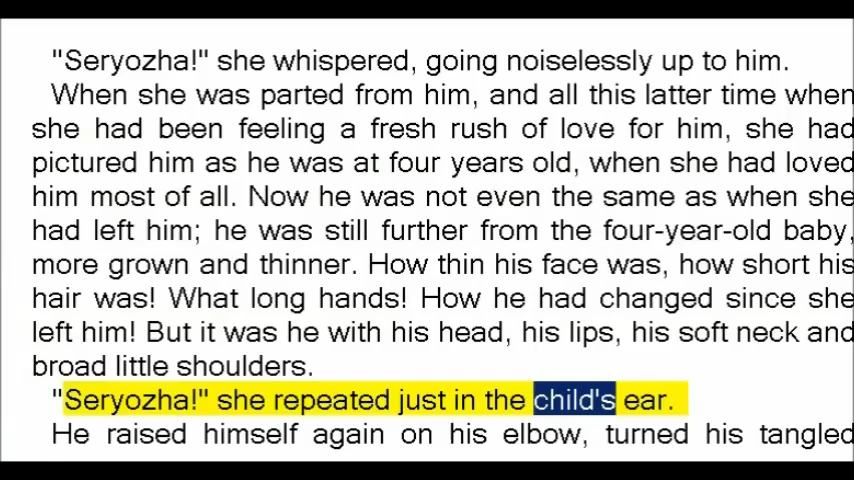 "Seryozha!" she whispered, going noiselessly up to him.
When she was parted from him, and all this latter time when
she had been feeling a fresh rush of love for him, she had
pictured him as he was at four years old, when she had loved
him most of all. Now he was not even the same as when she
had left him; he was still further from the four-year-old baby,
more grown and thinner. How thin his face was, how short his
hair was! What long hands! How he had changed since she
left him! But it was he with his head, his lips, his soft neck and
broad little shoulders.
"Seryozha!" she repeated just in the child's ear.
He raised himself again on his elbow, turned his tangled